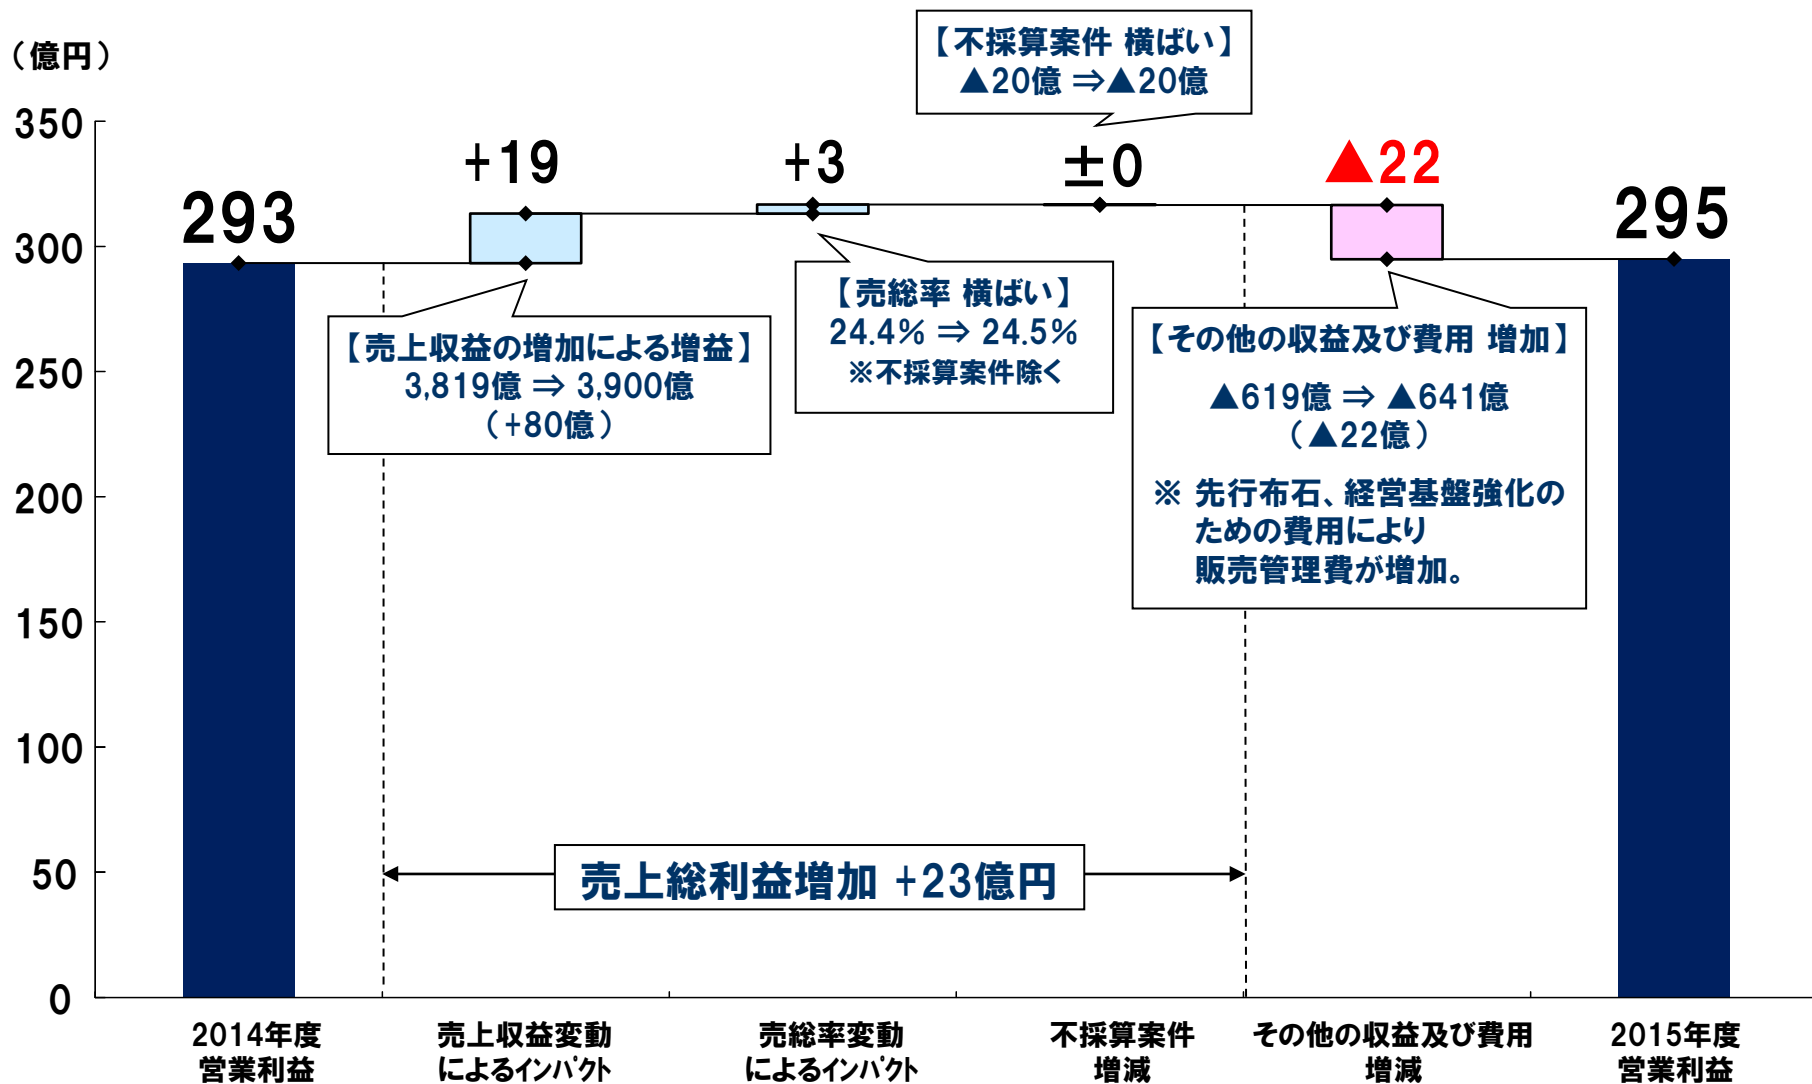 （億円）
350
300
250
200
150
100
50
0
293
+19
+3
±0
▲22
295
【不採算案件 横ばい】
▲20億 ⇒▲20億
【売上収益の増加による増益】
3,819億 ⇒ 3,900億
（+80億）
【売総率 横ばい】
24.4% ⇒ 24.5%
※不採算案件除く
【その他の収益及び費用 増加】
▲619億 ⇒ ▲641億
（▲22億）
※ 先行布石、経営基盤強化の
ための費用により
販売管理費が増加。
売上総利益増加 +23億円
2014年度
営業利益
売上収益変動
によるインパクト
売総率変動
によるインパクト
不採算案件
増減
その他の収益及び費用
増減
2015年度
営業利益